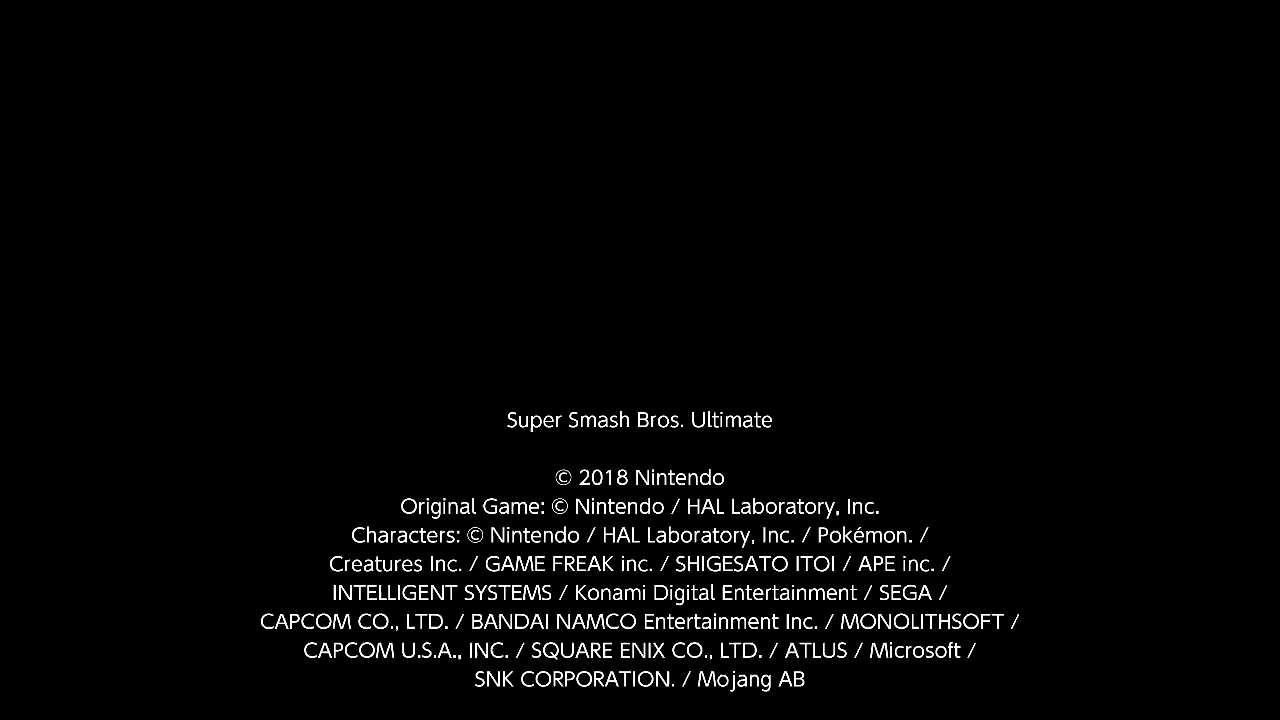 Super Smash Bros. Ultimate
© 2018 Nintendo
Original Game: © Nintendo / HAL Laboratory, Inc.
Characters: © Nintendo / HAL Laboratory, Inc. / Pokémon. /
Creatures Inc. / GAME FREAK inc. / SHIGESATO ITOI / APE inc. /
INTELLIGENT SYSTEMS / Konami Digital Entertainment / SEGA /
CAPCOM CO., LTD. / BANDAI NAMCO Entertainment Inc. / MONOLITHSOFT /
CAPCOM U.S.A., INC. / SQUARE ENIX CO., LTD. / ATLUS / Microsoft /
SNK CORPORATION. / Mojang AB